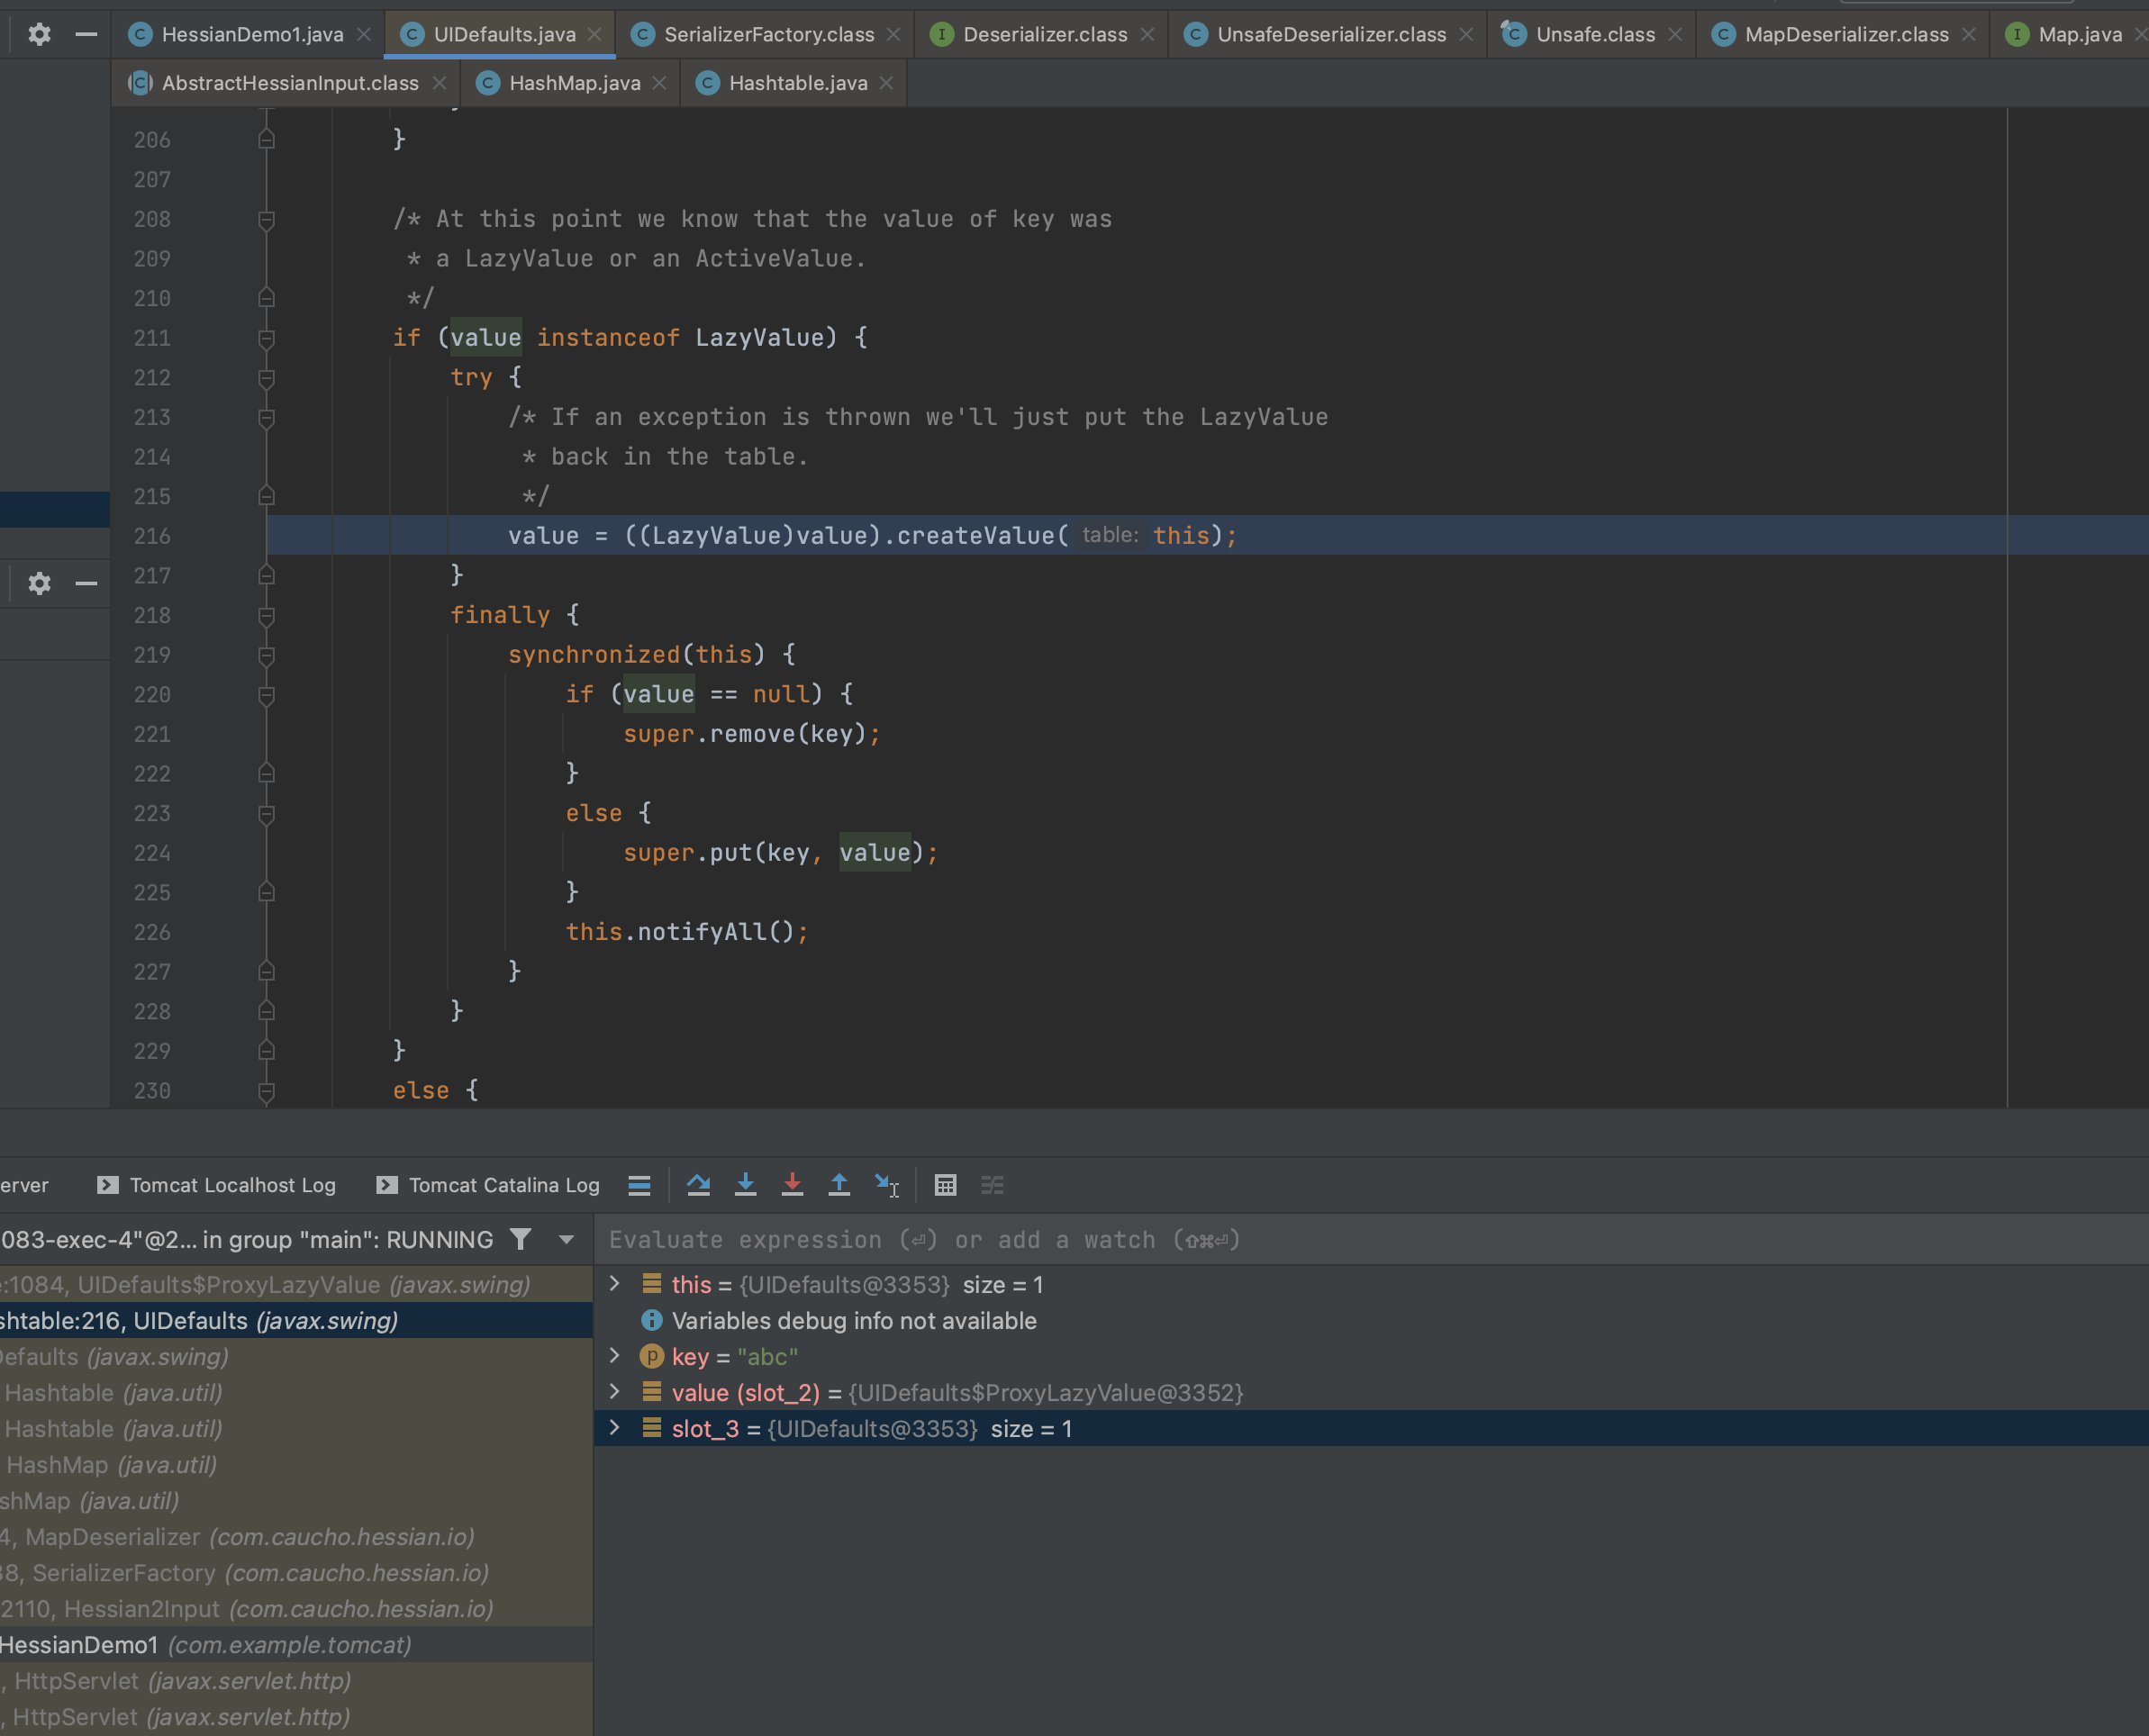 HessianDemo1.java UIDefaults.java SerializerFactory.class Deserializer.class UnsafeDeserializer.class Unsafe.class MapDeserializer.class Map.java
AbstractHessianInput.class HashMap.java Hashtable.java
206 }
207
208 /* At this point we know that the value of key was
209 * a LazyValue or an ActiveValue.
210 */
211 if (value instanceof LazyValue) {
212 try {
213 /* If an exception is thrown we'll just put the LazyValue
214 * back in the table.
215 */
216 value = ((LazyValue)value).createValue( table: this);
217 }
218 finally {
219 synchronized(this) {
220 if (value == null) {
221 super.remove(key);
222 }
223 else {
224 super.put(key, value);
225 }
226 this.notifyAll();
227 }
228 }
229 }
230 else {
erver Tomcat Localhost Log Tomcat Catalina Log
083-exec-4"@2... in group "main": RUNNING
Evaluate expression (⏎) or add a watch (⇧⌘⏎)
e:1084, UIDefaults$ProxyLazyValue (javax.swing)
shtable:216, UIDefaults (javax.swing)
Defaults (javax.swing)
Hashtable (java.util)
Hashtable (java.util)
HashMap (java.util)
shMap (java.util)
4, MapDeserializer (com.caucho.hessian.io)
38, SerializerFactory (com.caucho.hessian.io)
2110, Hessian2Input (com.caucho.hessian.io)
HessianDemo1 (com.example.tomcat)
, HttpServlet (javax.servlet.http)
, HttpServlet (javax.servlet.http)
this = {UIDefaults@3353} size = 1
Variables debug info not available
key = "abc"
value (slot_2) = {UIDefaults$ProxyLazyValue@3352}
slot_3 = {UIDefaults@3353} size = 1